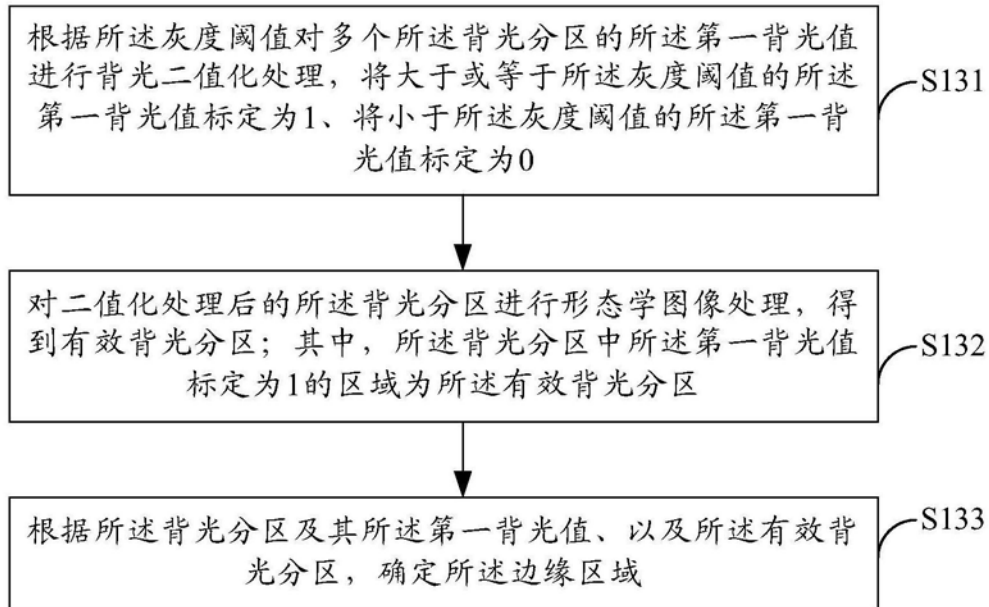 根据所述灰度阈值对多个所述背光分区的所述第一背光值
进行背光二值化处理，将大于或等于所述灰度阈值的所述
第一背光值标定为1、将小于所述灰度阈值的所述第一背
光值标定为0
S131
对二值化处理后的所述背光分区进行形态学图像处理，得
到有效背光分区；其中，所述背光分区中所述第一背光值
标定为1的区域为所述有效背光分区
S132
根据所述背光分区及其所述第一背光值、以及所述有效背
光分区，确定所述边缘区域
S133